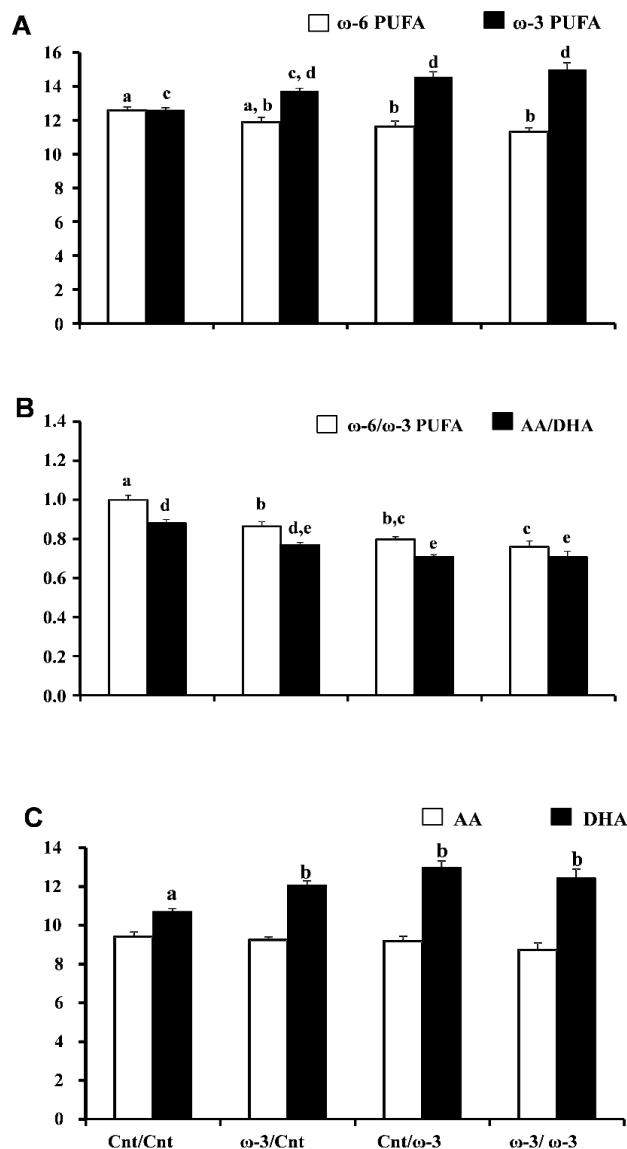 A
ω-6 PUFA ω-3 PUFA
16
14
12
10
8
6
4
2
0
a c a, b c, d b d b d
B
ω-6/ω-3 PUFA AA/DHA
1.4
1.2
1.0
0.8
0.6
0.4
0.2
0.0
a d b d,e b,c e c e
C
AA DHA
14
12
10
8
6
4
2
0
a b b b
Cnt/Cnt ω-3/Cnt Cnt/ω-3 ω-3/ ω-3